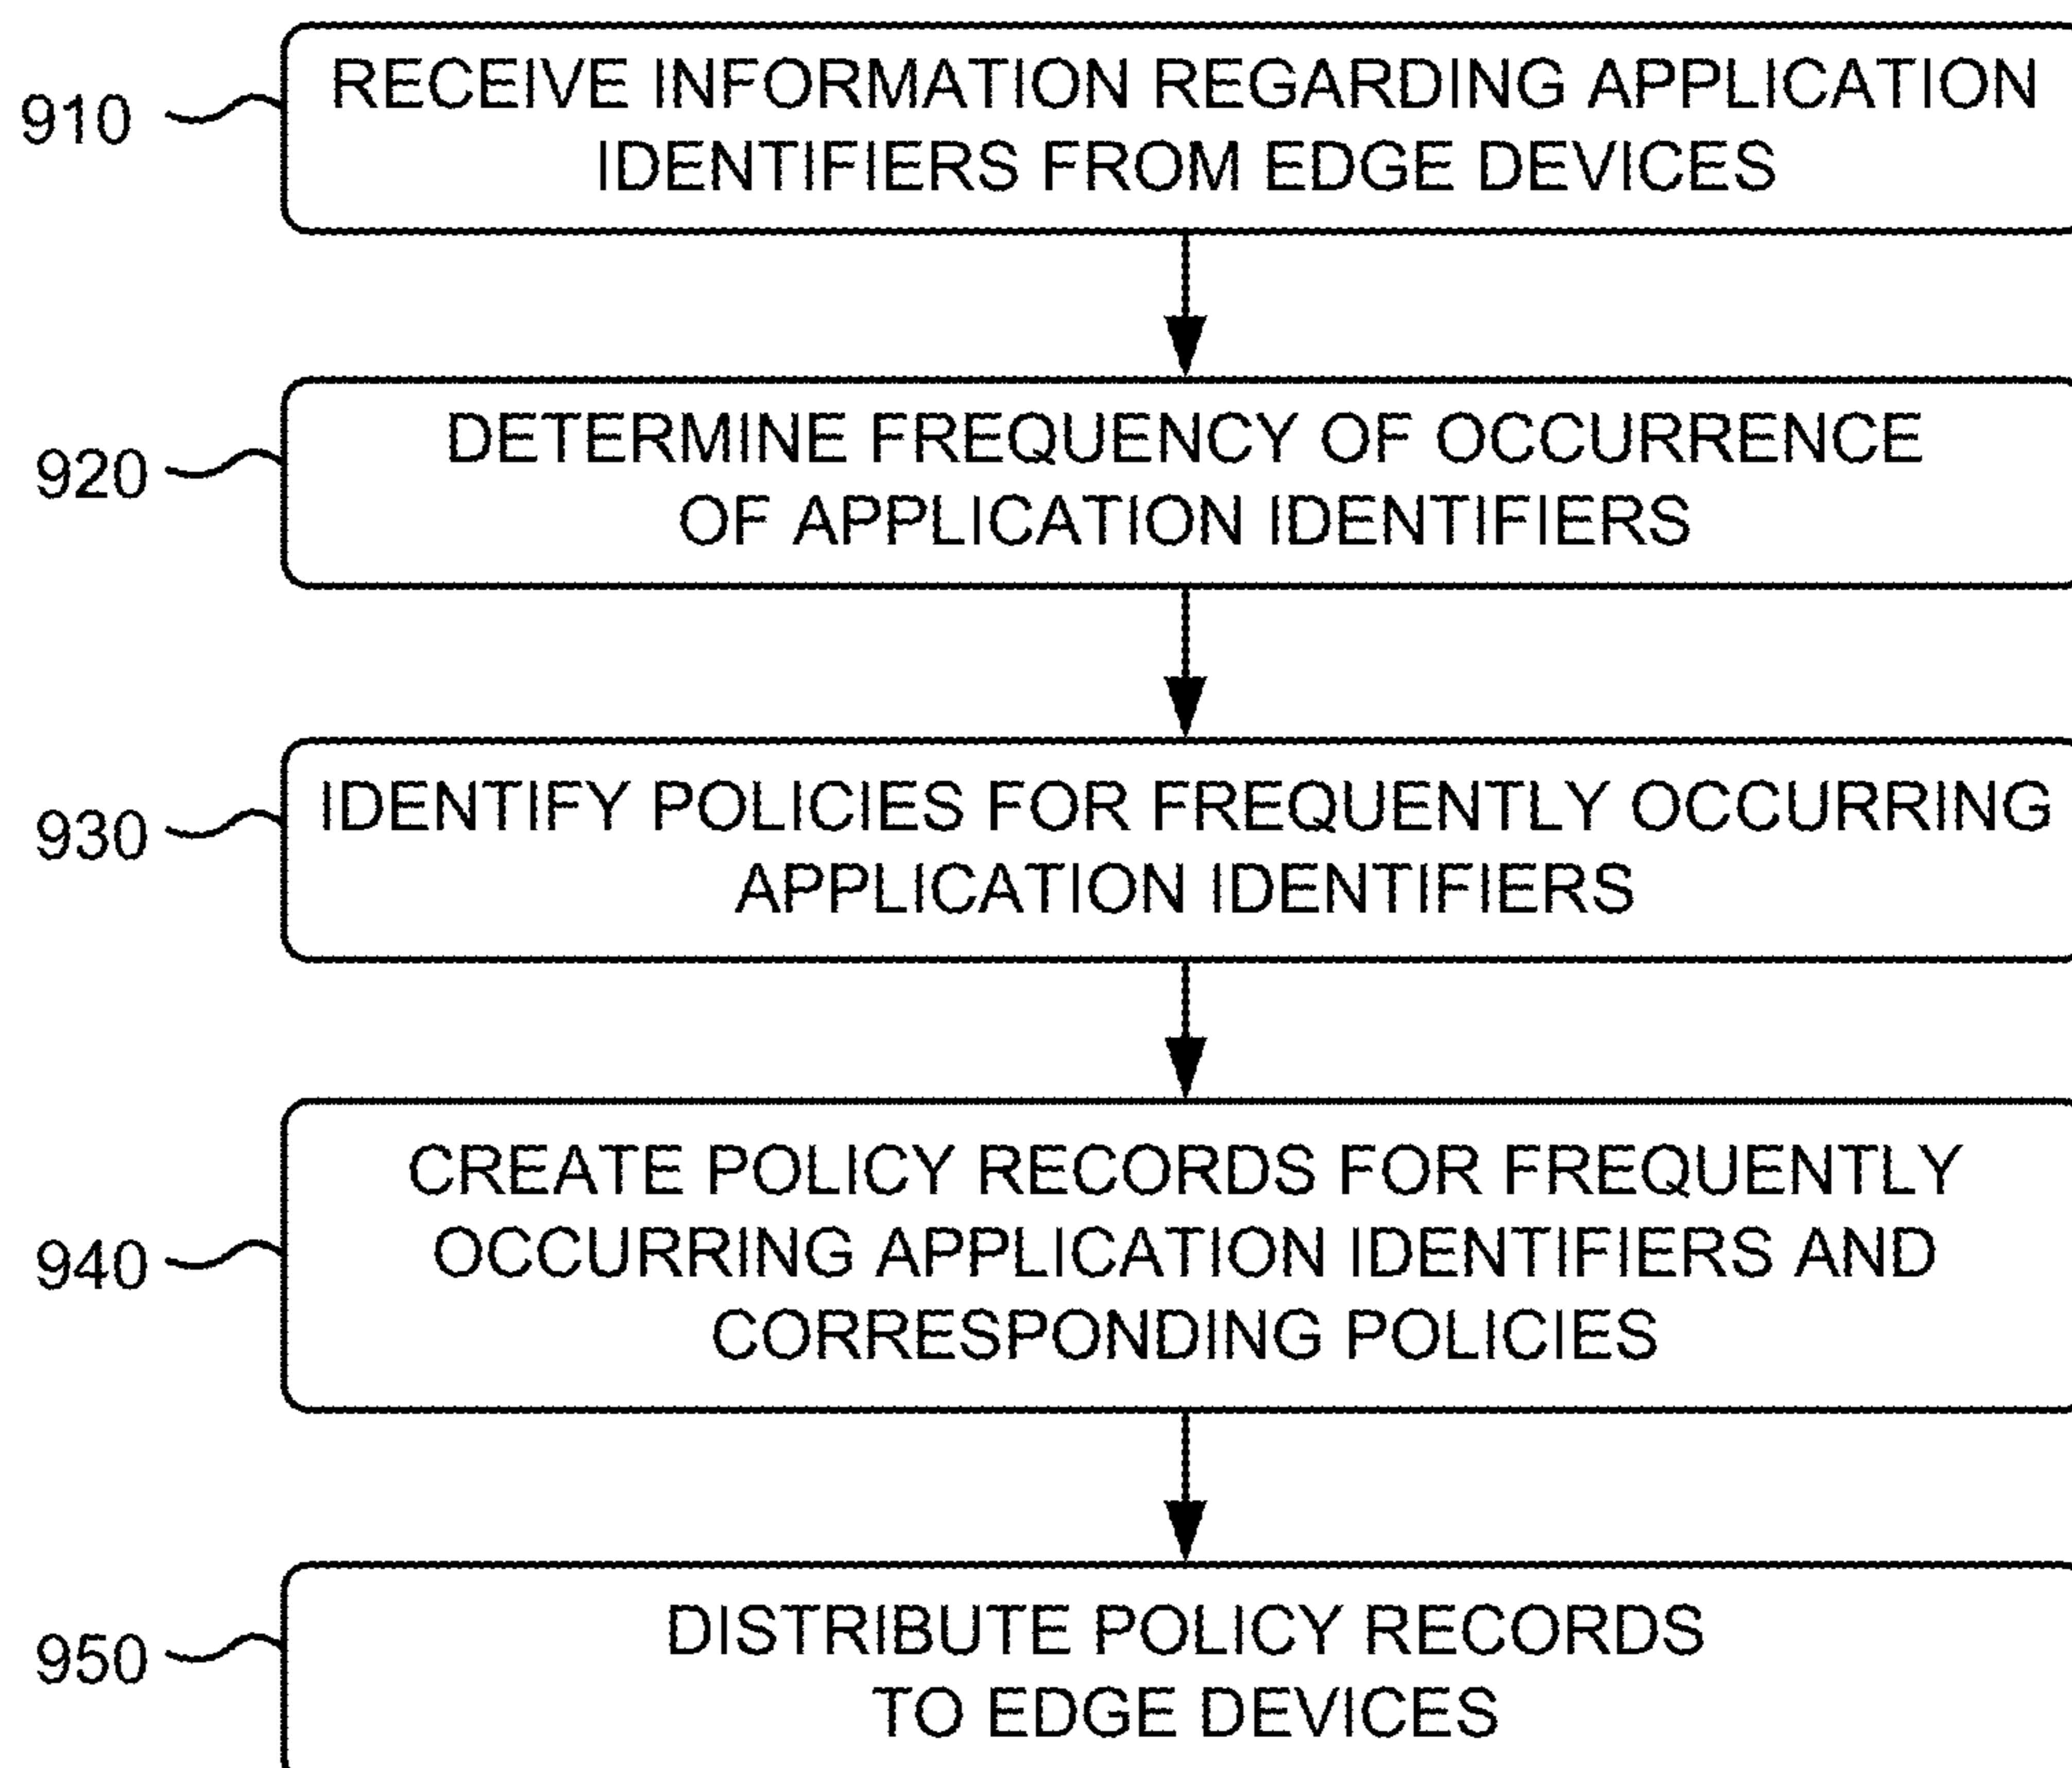 910
RECEIVE INFORMATION REGARDING APPLICATION
IDENTIFIERS FROM EDGE DEVICES
920
DETERMINE FREQUENCY OF OCCURRENCE
OF APPLICATION IDENTIFIERS
930
IDENTIFY POLICIES FOR FREQUENTLY OCCURRING
APPLICATION IDENTIFIERS
940
CREATE POLICY RECORDS FOR FREQUENTLY
OCCURRING APPLICATION IDENTIFIERS AND
CORRESPONDING POLICIES
950
DISTRIBUTE POLICY RECORDS
TO EDGE DEVICES